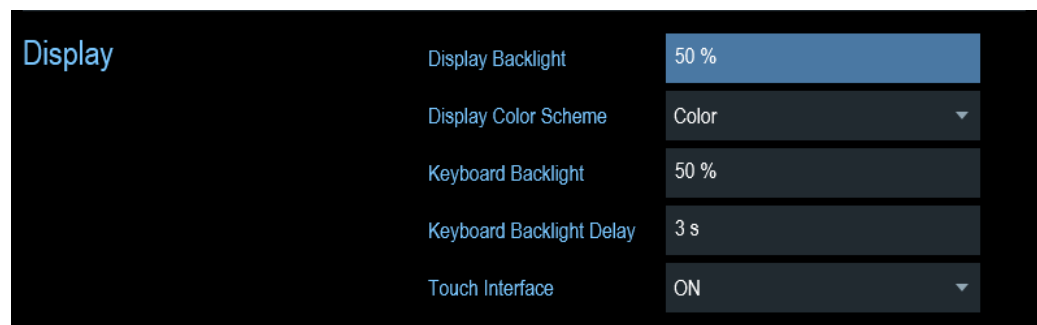 Display
Display Backlight 50 %
Display Color Scheme Color
Keyboard Backlight 50 %
Keyboard Backlight Delay 3 s
Touch Interface ON